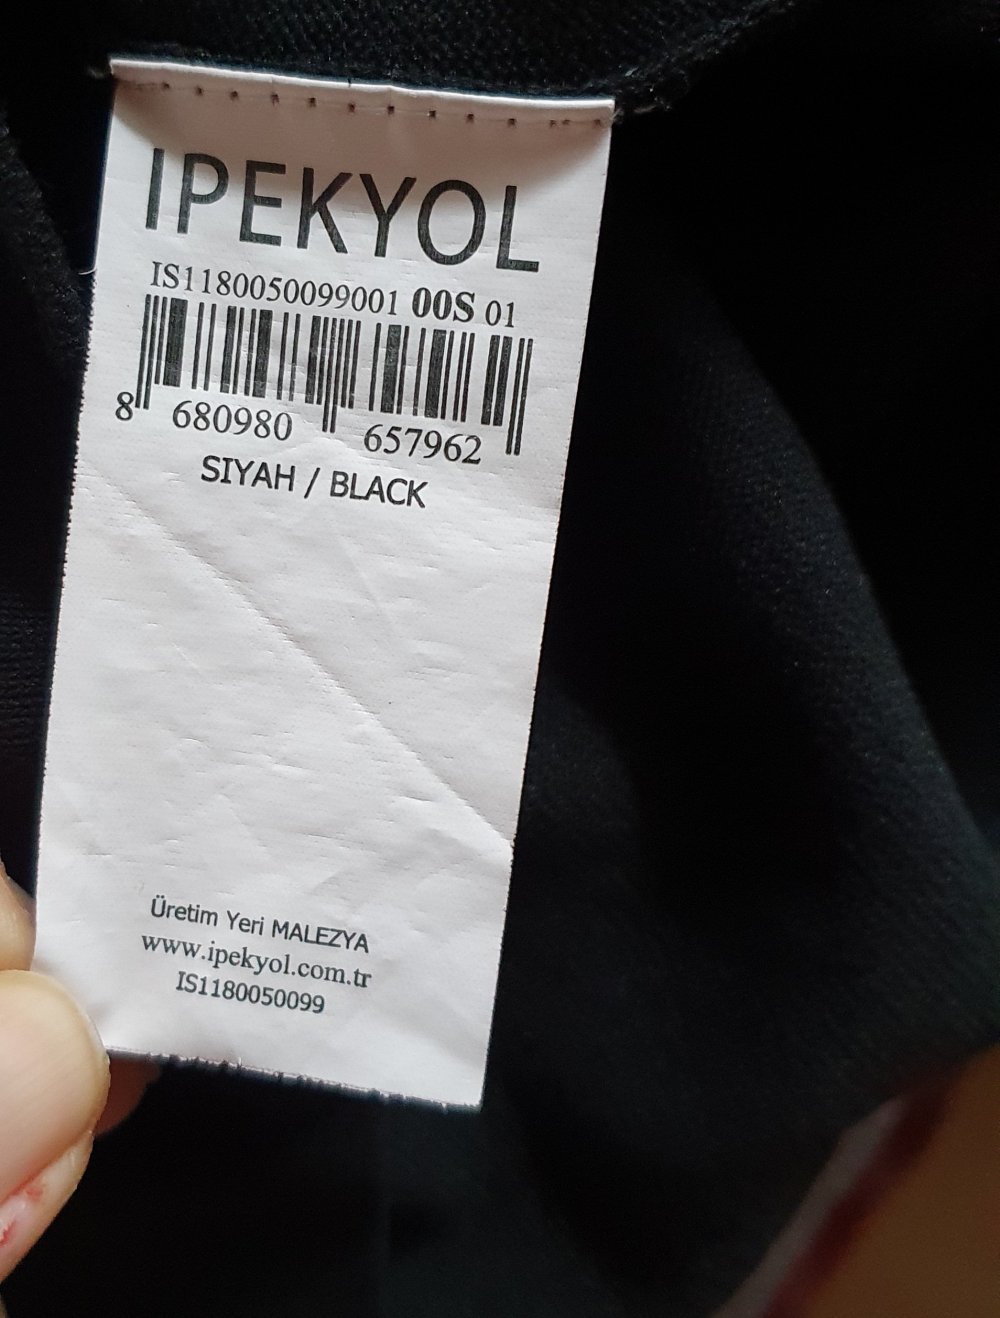 IPEKYOL
IS1180050099001 00S 01
8 680980 657962
SIYAH / BLACK
Üretim Yeri MALEZYA
www.ipekyol.com.tr
IS1180050099